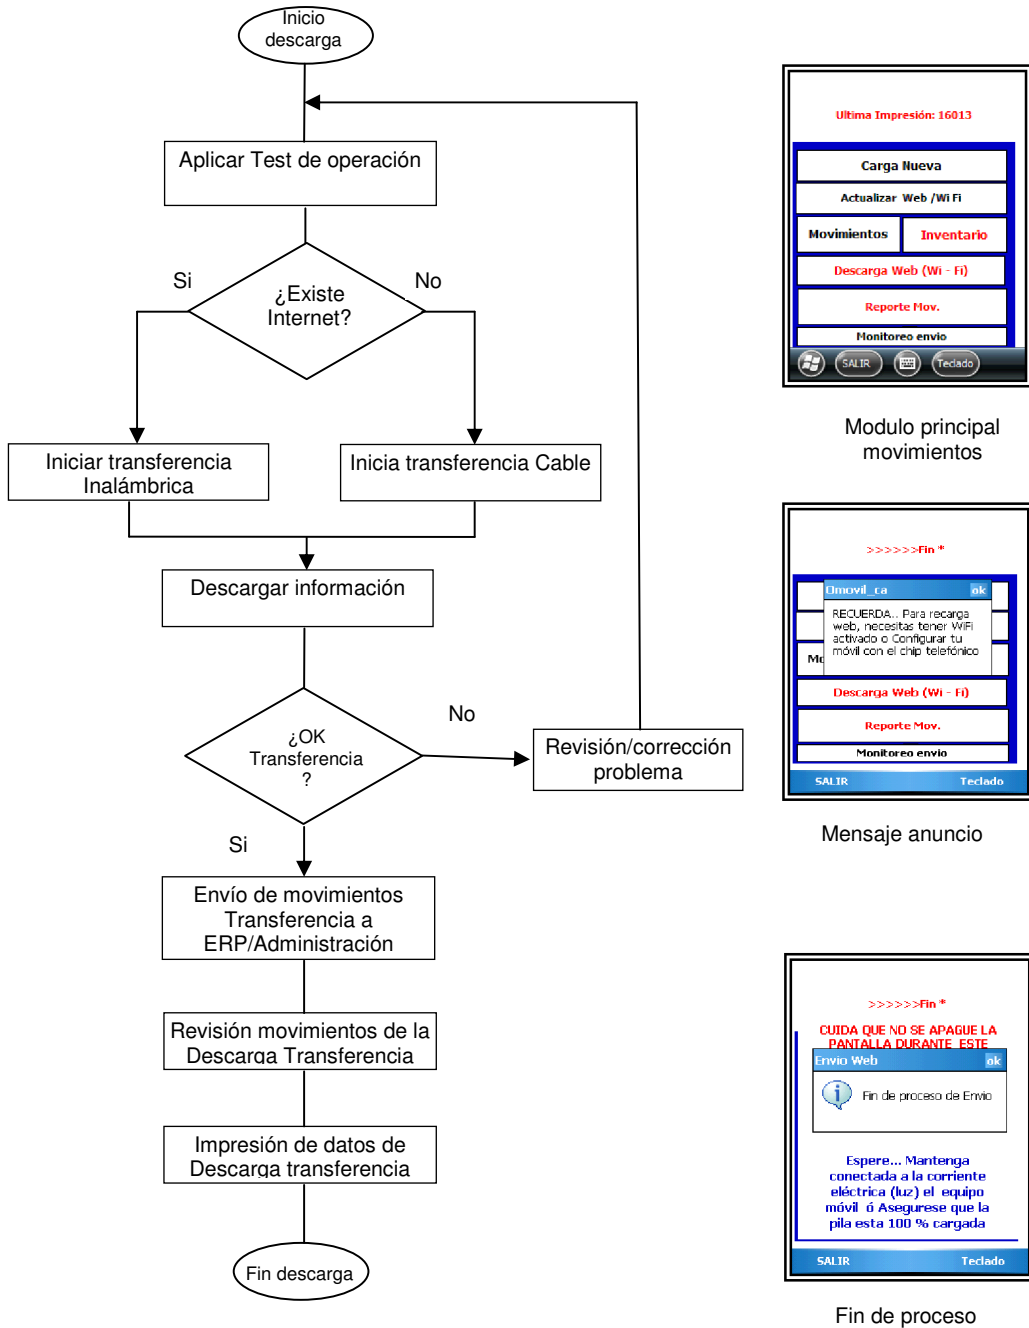 Inicio
descarga
Aplicar Test de operación
Si
¿Existe
Internet?
No
Iniciar transferencia
Inalámbrica
Inicia transferencia Cable
Descargar información
¿OK
Transferencia
?
No
Revisión/corrección
problema
Si
Envío de movimientos
Transferencia a
ERP/Administración
Revisión movimientos de la
Descarga Transferencia
Impresión de datos de
Descarga transferencia
Fin descarga
Ultima Impresión: 16013
Carga Nueva
Actualizar Web /Wi Fi
Movimientos
Inventario
Descarga Web (Wi - Fi)
Reporte Mov.
Monitoreo envio
SALIR
Teclado
Modulo principal
movimientos
>>>>>>Fin *
Omovil_ca
ok
RECUERDA.. Para recarga
web, necesitas tener WiFi
activado o Configurar tu
móvil con el chip telefónico
Mo
Descarga Web (Wi - Fi)
Reporte Mov.
Monitoreo envio
SALIR
Teclado
Mensaje anuncio
>>>>>>Fin *
CUIDA QUE NO SE APAGUE LA
PANTALLA DURANTE ESTE
Envio Web
ok
Fin de proceso de Envio
Espere... Mantenga
conectada a la corriente
eléctrica (luz) el equipo
móvil ó Asegurese que la
pila esta 100 % cargada
SALIR
Teclado
Fin de proceso